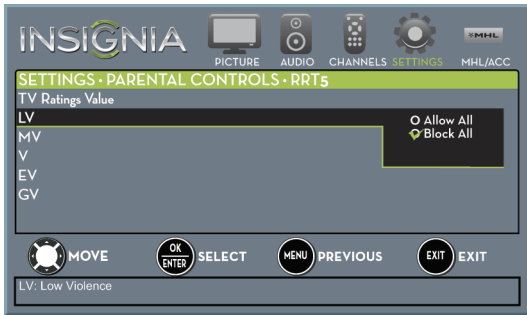 INSIGNIA
PICTURE AUDIO CHANNELS SETTINGS MHL/ACC
MHL
SETTINGS • PARENTAL CONTROLS • RRT5
TV Ratings Value
LV
Allow All
MV
Block All
V
EV
GV
MOVE OK ENTER SELECT MENU PREVIOUS EXIT EXIT
LV: Low Violence